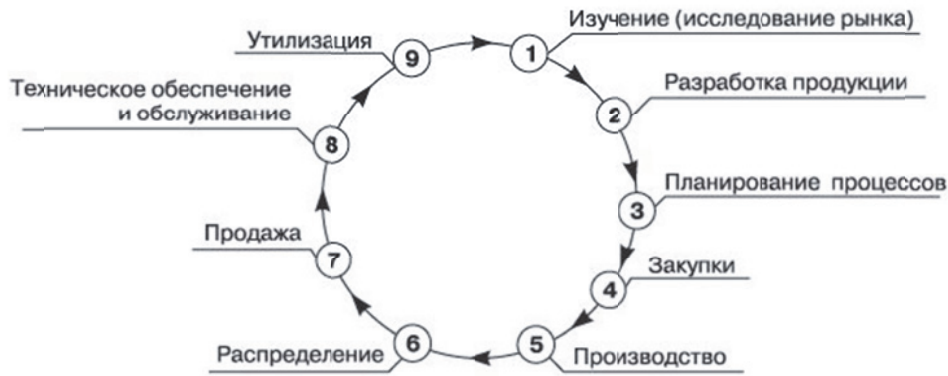 1 Изучение (исследование рынка)
2 Разработка продукции
3 Планирование процессов
4 Закупки
5 Производство
6 Распределение
7 Продажа
8 Техническое обеспечение
и обслуживание
9 Утилизация